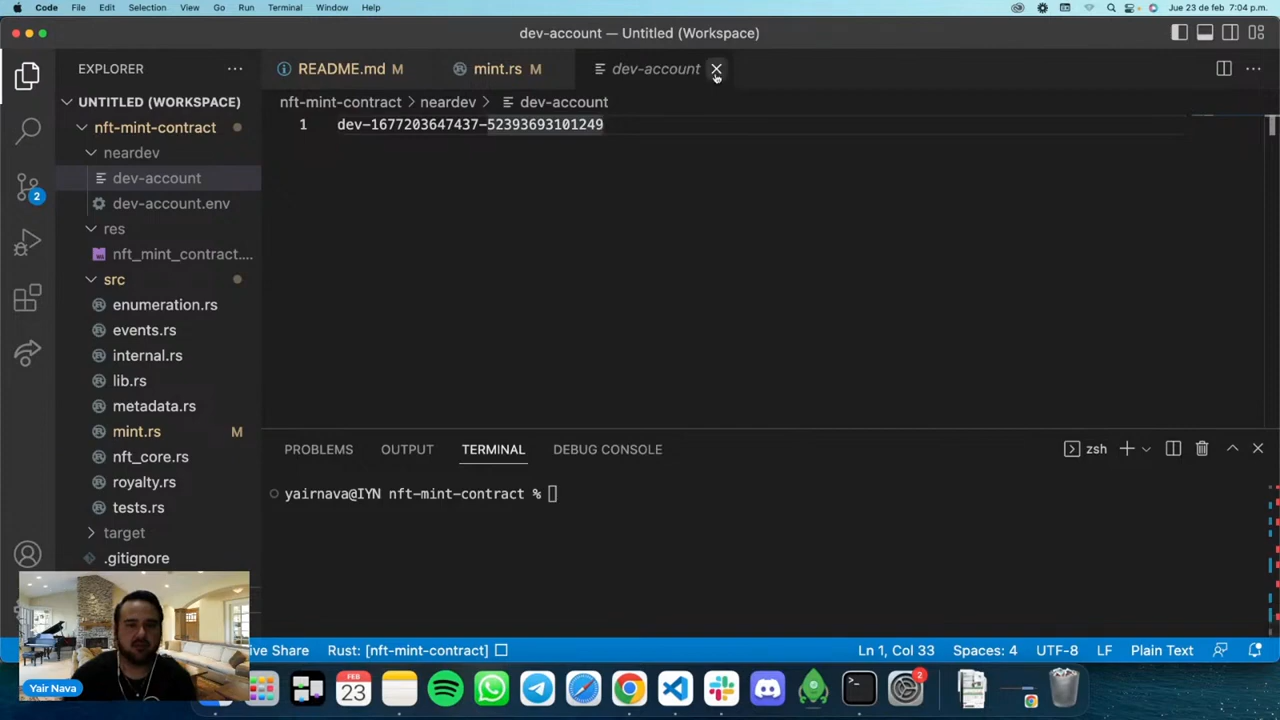 Code File Edit Selection View Go Run Terminal Window Help
Jue 23 de feb 7:04 p.m.
dev-account — Untitled (Workspace)
EXPLORER
README.md M
mint.rs M
dev-account
UNTITLED (WORKSPACE)
nft-mint-contract > neardev > dev-account
nft-mint-contract
1 dev-1677203647437-52393693101249
neardev
dev-account
dev-account.env
2
res
nft_mint_contract....
src
enumeration.rs
events.rs
internal.rs
lib.rs
metadata.rs
mint.rs M
nft_core.rs
royalty.rs
tests.rs
target
.gitignore
PROBLEMS OUTPUT TERMINAL DEBUG CONSOLE
zsh
yairnava@IYN nft-mint-contract %
ive Share Rust: [nft-mint-contract]
Ln 1, Col 33 Spaces: 4 UTF-8 LF Plain Text
Yair Nava
FEB
23
2